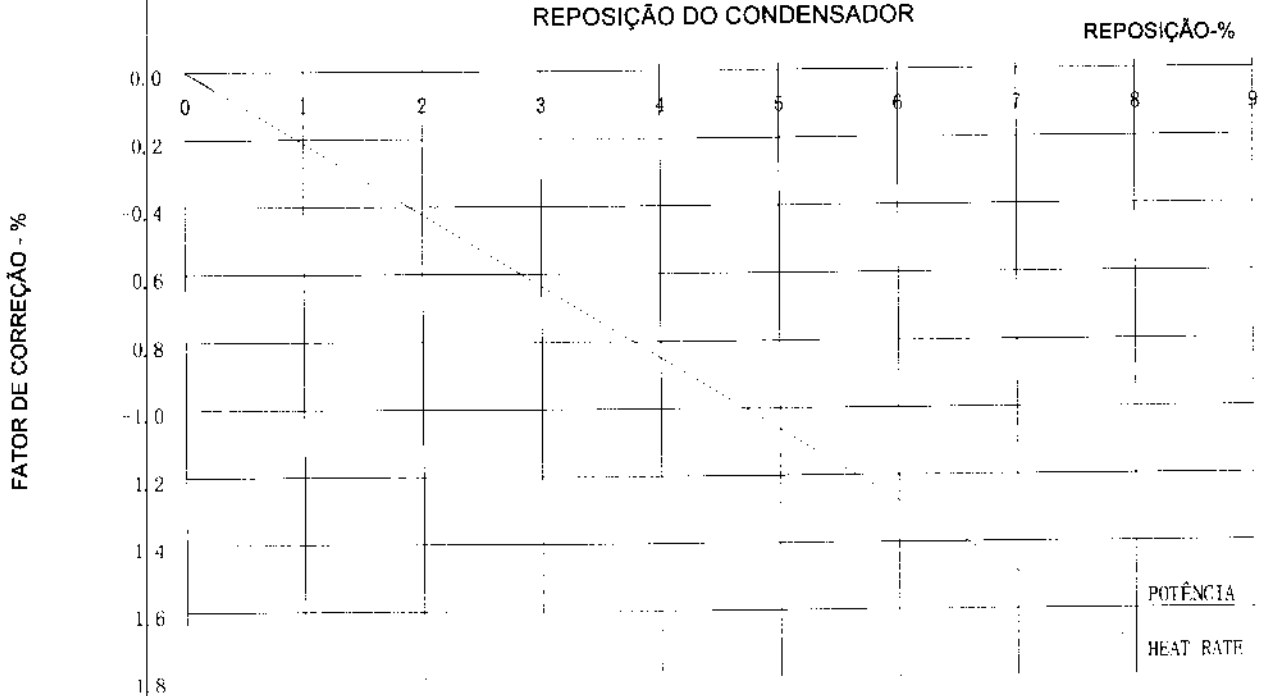 REPOSIÇÃO DO CONDENSADOR
REPOSIÇÃO-%
0.0
0 1 2 3 4 5 6 7 8 9
0.2
-0.4
0.6
0.8
-1.0
1.2
1 4
1.6
1.8
FATOR DE CORREÇÃO - %
POTÊNCIA
HEAT RATE